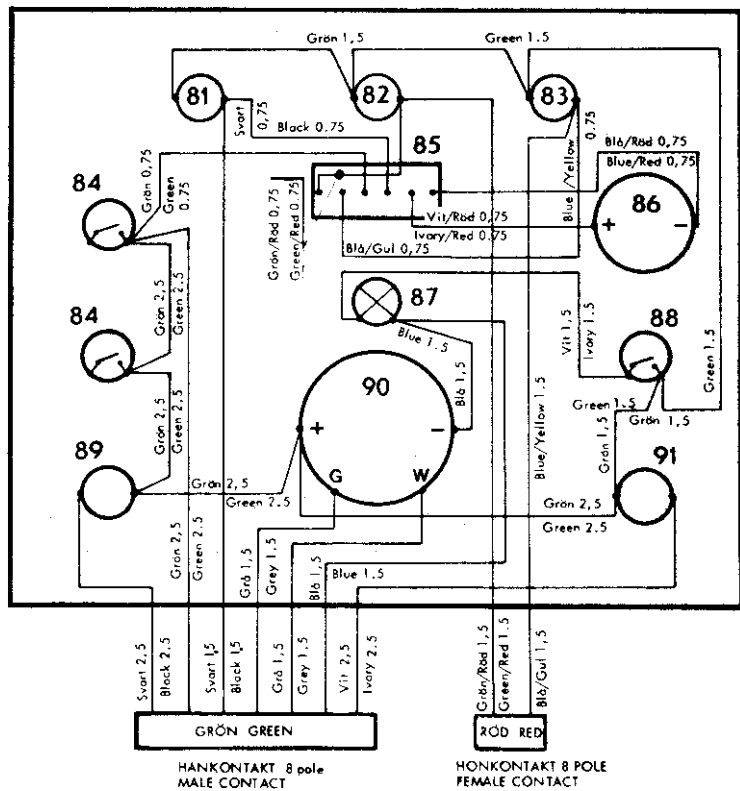 Grön 1,5
Green 1.5
81
82
83
Svart 0,75
Black 0.75
Blue/Yellow 0.75
85
Blå/Röd 0,75
Blue/Red 0,75
Grön 0,75
Green 0.75
84
86
+
-
Grön/Röd 0,75
Green/Red 0.75
Vit/Röd 0,75
Ivory/Red 0.75
Blå/Gul 0,75
87
Blue 1.5
Blå 1,5
Vit 1,5
Ivory 1.5
88
Green 1.5
Grön 2,5
Green 2.5
84
90
+
-
G
W
Blue/Yellow 1.5
Green 1.5
Grön 1,5
Grön 1,5
Grön 2,5
Green 2.5
89
91
Grön 2,5
Green 2.5
Grön 2,5
Green 2.5
Grön 2,5
Green 2.5
Grå 1,5
Grey 1.5
Blå 1,5
Blue 1.5
Svart 2,5
Black 2.5
Svart 1,5
Black 1,5
Grå 1,5
Grey 1.5
Vit 2,5
Ivory 2.5
Grön/Röd 1,5
Green/Red 1.5
Blå/Gul 1,5
GRÖN GREEN
RÖD RED
HANKONTAKT 8 pole
MALE CONTACT
HONKONTAKT 8 POLE
FEMALE CONTACT